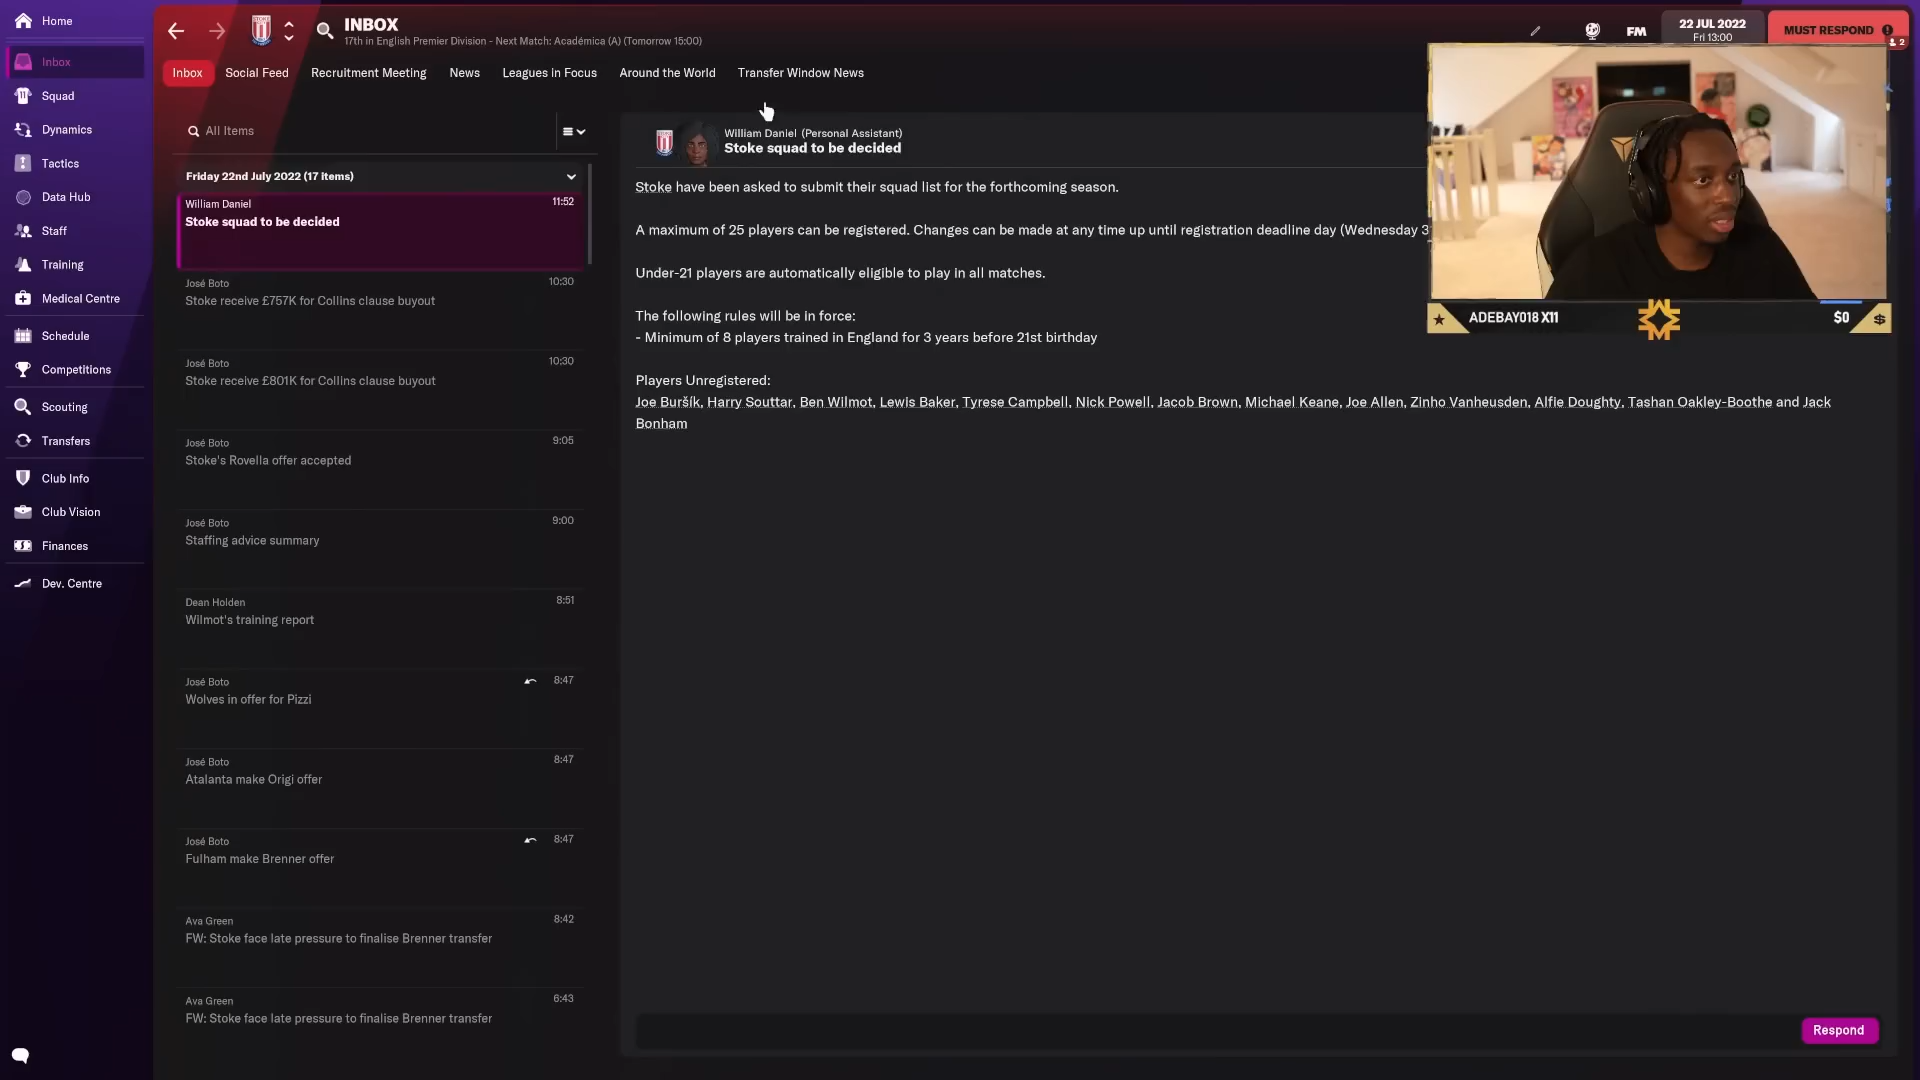 Home
Inbox
Squad
Dynamics
Tactics
Data Hub
Staff
Training
Medical Centre
Schedule
Competitions
Scouting
Transfers
Club Info
Club Vision
Finances
Dev. Centre
INBOX
17th in English Premier Division - Next Match: Académica (A) (Tomorrow 15:00)
FM
22 JUL 2022
Fri 13:00
MUST RESPOND
2
Inbox Social Feed Recruitment Meeting News Leagues in Focus Around the World Transfer Window News
All Items
Friday 22nd July 2022 (17 Items)
William Daniel 11:52
Stoke squad to be decided
José Boto 10:30
Stoke receive £757K for Collins clause buyout
José Boto 10:30
Stoke receive £801K for Collins clause buyout
José Boto 9:05
Stoke's Rovella offer accepted
José Boto 9:00
Staffing advice summary
Dean Holden 8:51
Wilmot's training report
José Boto 8:47
Wolves in offer for Pizzi
José Boto 8:47
Atalanta make Origi offer
José Boto 8:47
Fulham make Brenner offer
Ava Green 8:42
FW: Stoke face late pressure to finalise Brenner transfer
Ava Green 6:43
FW: Stoke face late pressure to finalise Brenner transfer
William Daniel (Personal Assistant)
Stoke squad to be decided
Stoke have been asked to submit their squad list for the forthcoming season.
A maximum of 25 players can be registered. Changes can be made at any time up until registration deadline day (Wednesday
Under-21 players are automatically eligible to play in all matches.
The following rules will be in force:
- Minimum of 8 players trained in England for 3 years before 21st birthday
Players Unregistered:
Joe Buršík, Harry Souttar, Ben Wilmot, Lewis Baker, Tyrese Campbell, Nick Powell, Jacob Brown, Michael Keane, Joe Allen, Zinho Vanheusden, Alfie Doughty, Tashan Oakley-Boothe and Jack
Bonham
Respond
ADEBAY018 X11 $0